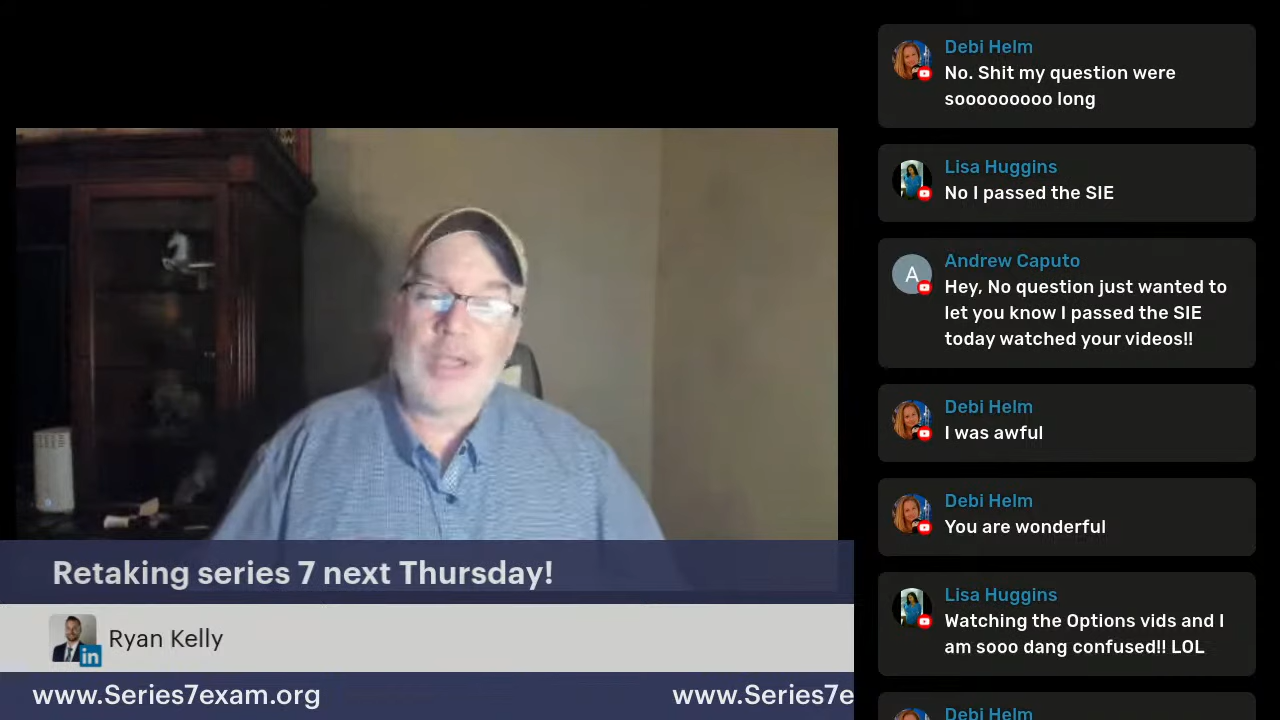 Debi Helm
No. Shit my question were
sooooooooo long
Lisa Huggins
No I passed the SIE
A
Andrew Caputo
Hey, No question just wanted to
let you know I passed the SIE
today watched your videos!!
Debi Helm
I was awful
Debi Helm
You are wonderful
Lisa Huggins
Watching the Options vids and I
am sooo dang confused!! LOL
Debi Helm
Retaking series 7 next Thursday!
in
Ryan Kelly
www.Series7exam.org
www.Series7e